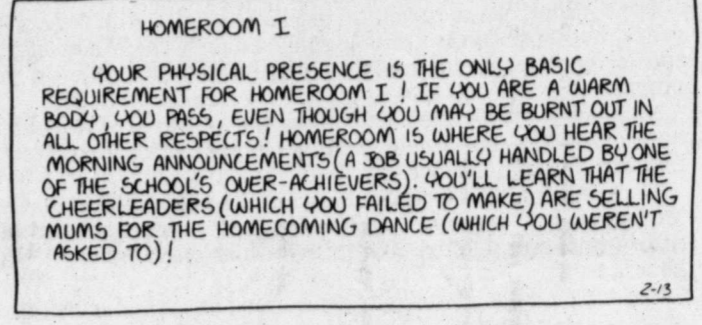 HOMEROOM I
YOUR PHYSICAL PRESENCE IS THE ONLY BASIC
REQUIREMENT FOR HOMEROOM I! IF YOU ARE A WARM
BODY, YOU PASS, EVEN THOUGH YOU MAY BE BURNT OUT IN
ALL OTHER RESPECTS! HOMEROOM IS WHERE YOU HEAR THE
MORNING ANNOUNCEMENTS (A JOB USUALLY HANDLED BY ONE
OF THE SCHOOL'S OVER-ACHIEVERS). YOU'LL LEARN THAT THE
CHEERLEADERS (WHICH YOU FAILED TO MAKE) ARE SELLING
MUMS FOR THE HOMECOMING DANCE (WHICH YOU WEREN'T
ASKED TO)!
2-13